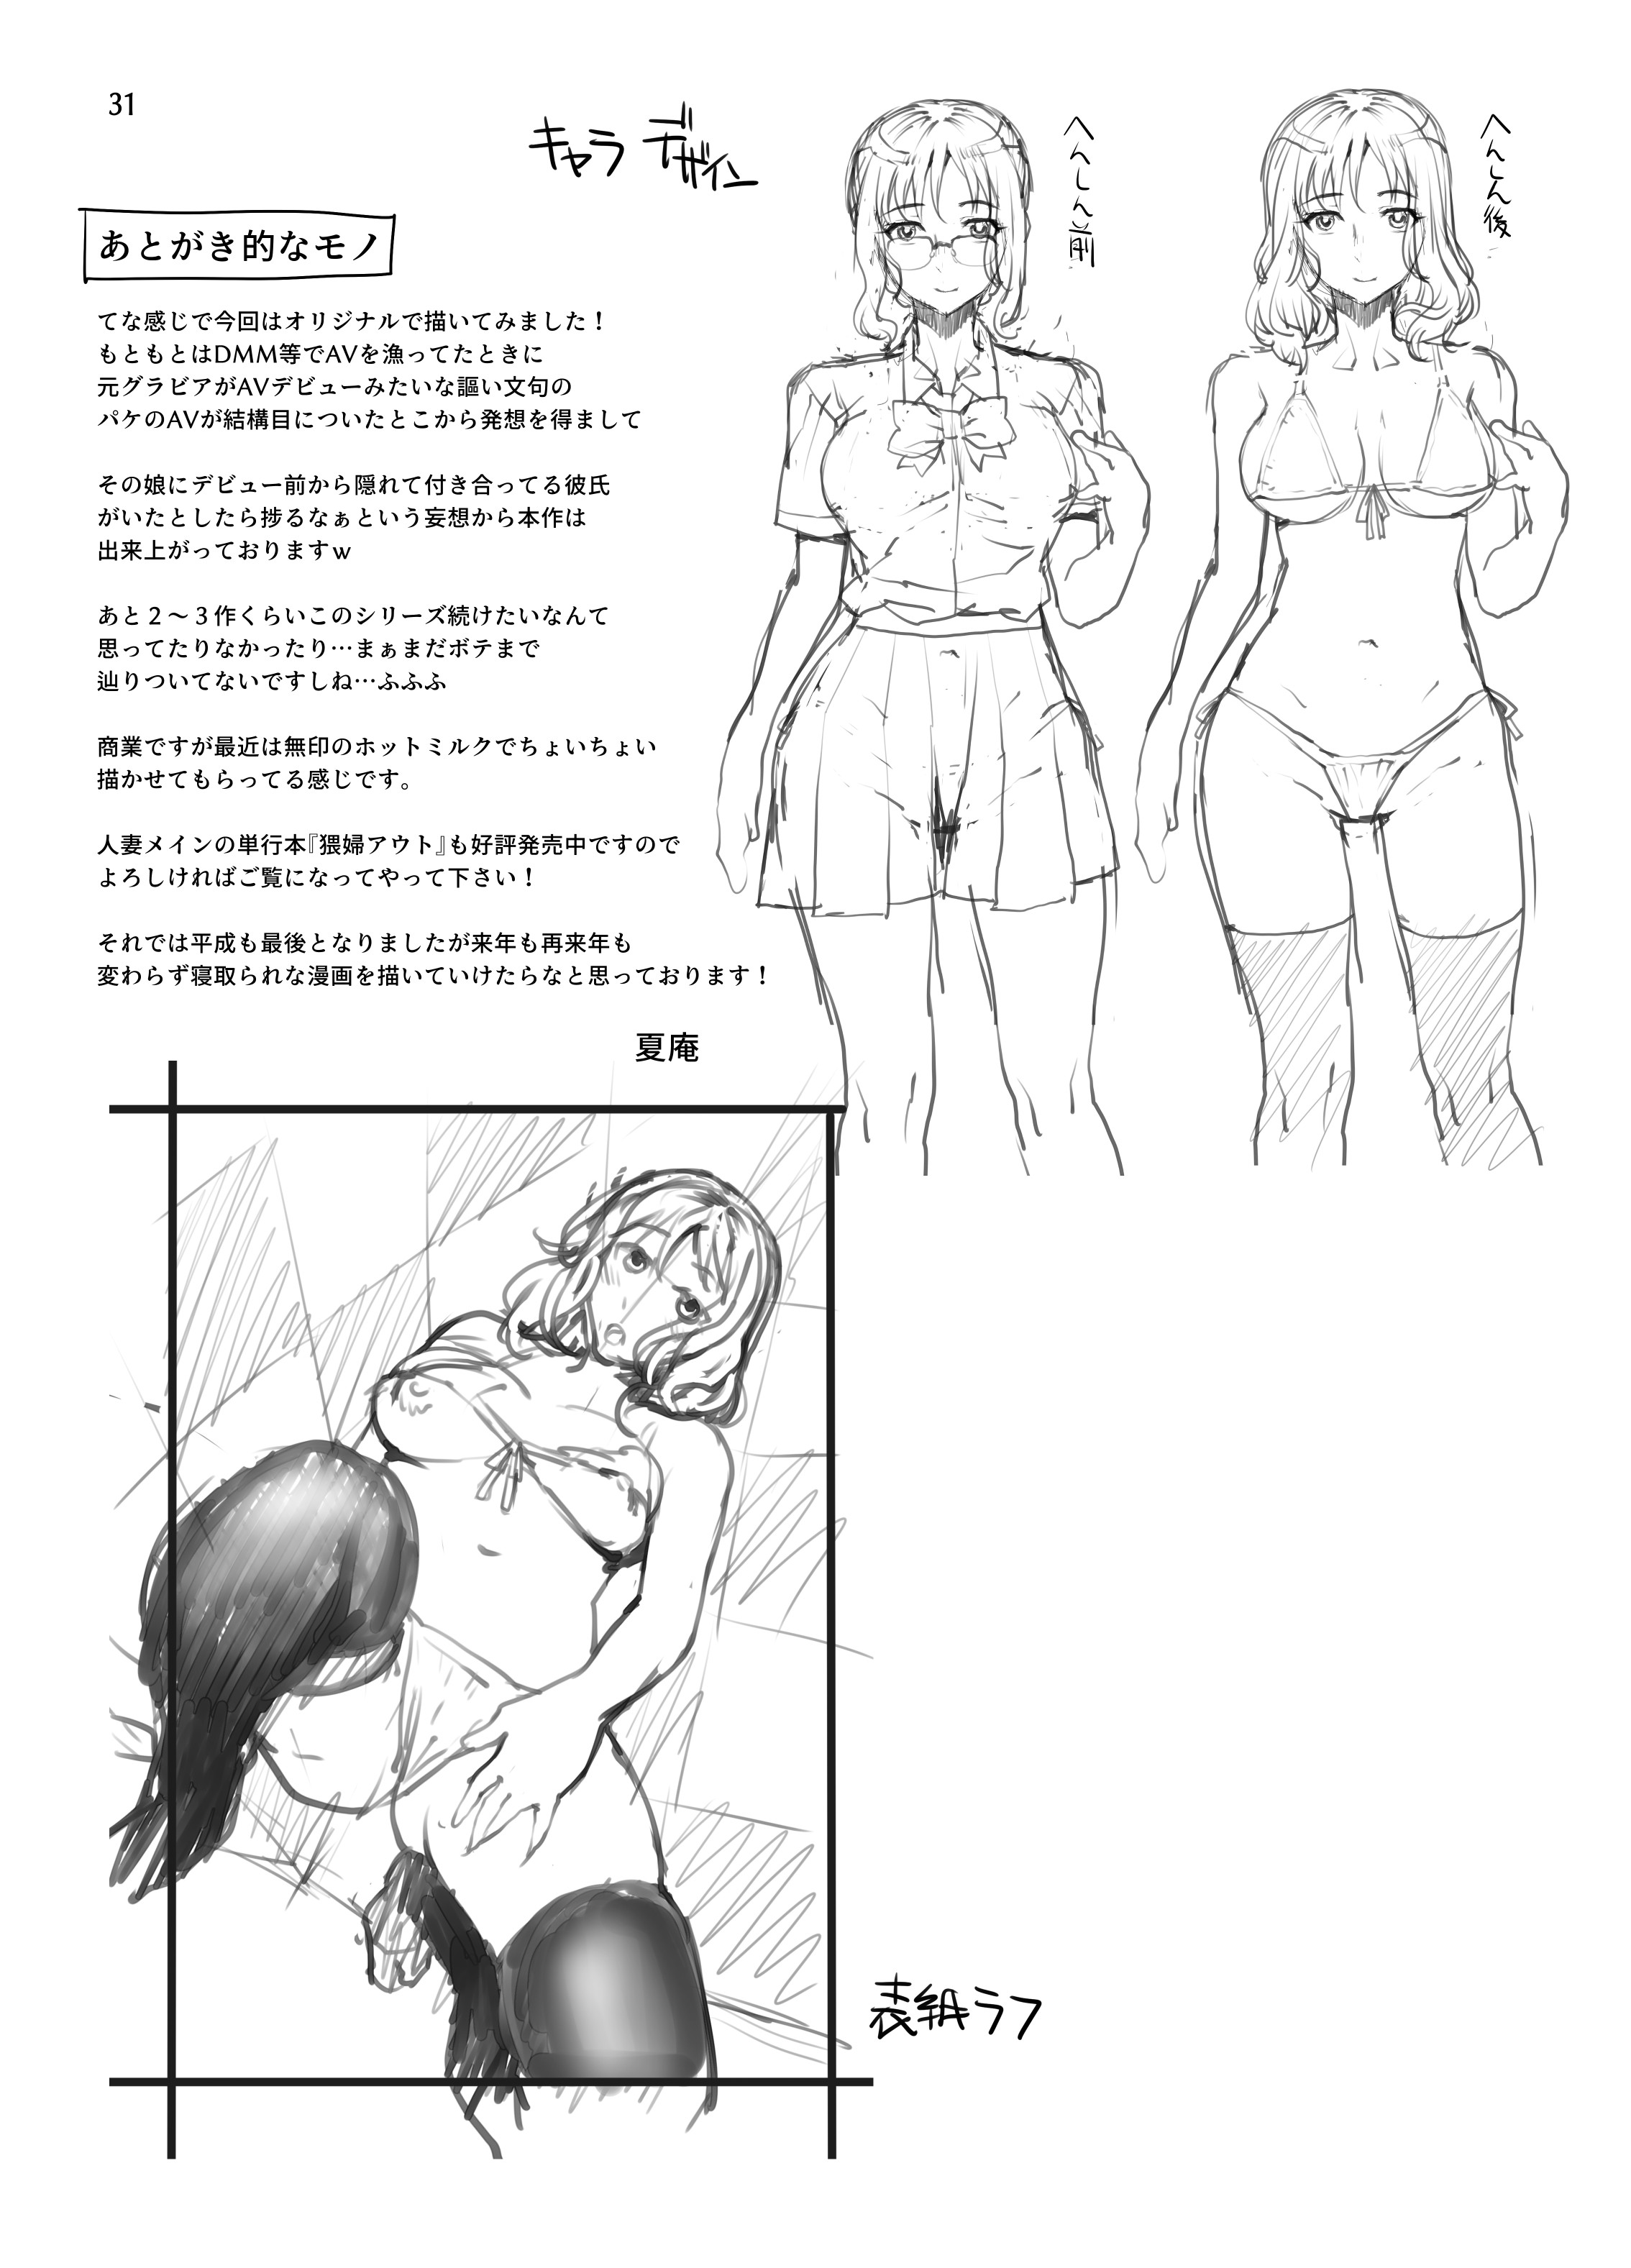 31
キャラデザイン
へんしん前
へんしん後
あとがき的なモノ
てな感じで今回はオリジナルで描いてみました！
もともとはDMM等でAVを漁ってたときに
元グラビアがAVデビューみたいな謳い文句の
パケのAVが結構目についたとこから発想を得まして
その娘にデビュー前から隠れて付き合ってる彼氏
がいたとしたら捗るなぁという妄想から本作は
出来上がっておりますｗ
あと２～３作くらいこのシリーズ続けたいなんて
思ってたりなかったり…まぁまだボテまで
辿りついてないですしね…ふふふ
商業ですが最近は無印のホットミルクでちょいちょい
描かせてもらってる感じです。
人妻メインの単行本『猥婦アウト』も好評発売中ですので
よろしければご覧になってやって下さい！
それでは平成も最後となりましたが来年も再来年も
変わらず寝取られな漫画を描いていけたらなと思っております！
夏庵
表紙ラフ